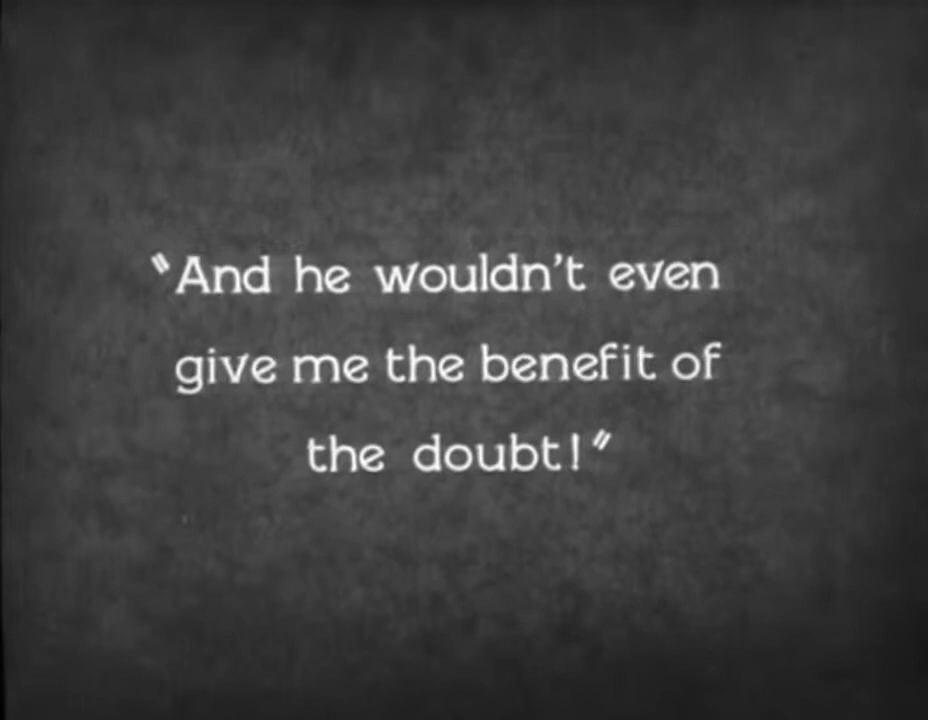 "And he wouldn't even
give me the benefit of
the doubt!"